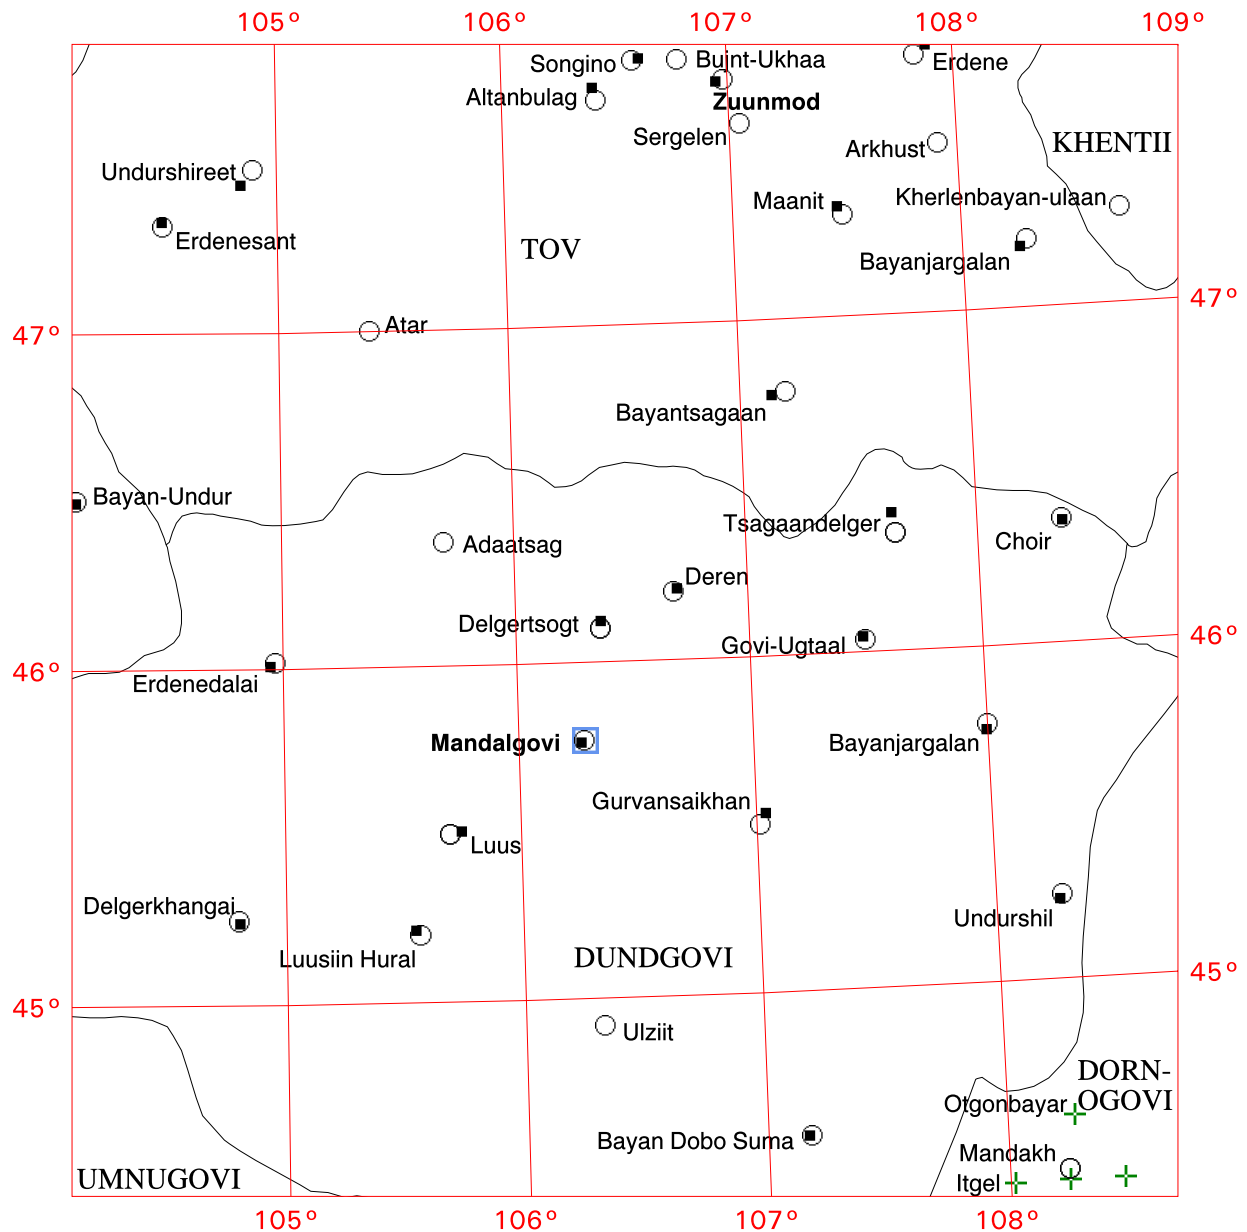 105°
106°
107°
108°
109°
Songino
Bujnt-Ukhaa
Erdene
Altanbulag
Zuunmod
Sergelen
Arkhust
KHENTII
Undurshireet
Maanit
Kherlenbayan-ulaan
Erdenesant
TOV
Bayanjargalan
47°
Atar
47°
Bayantsagaan
Bayan-Undur
Tsagaandelger
Choir
Adaatsag
Deren
Delgertsogt
Govi-Ugtaal
46°
46°
Erdenedalai
Mandalgovi
Bayanjargalan
Gurvansaikhan
Luus
Delgerkhangai
Undurshil
Luusiin Hural
DUNDGOVI
45°
45°
Ulziit
DORN-
OGOVI
Otgonbayar
Bayan Dobo Suma
Mandakh
Itgel
UMNUGOVI
105°
106°
107°
108°